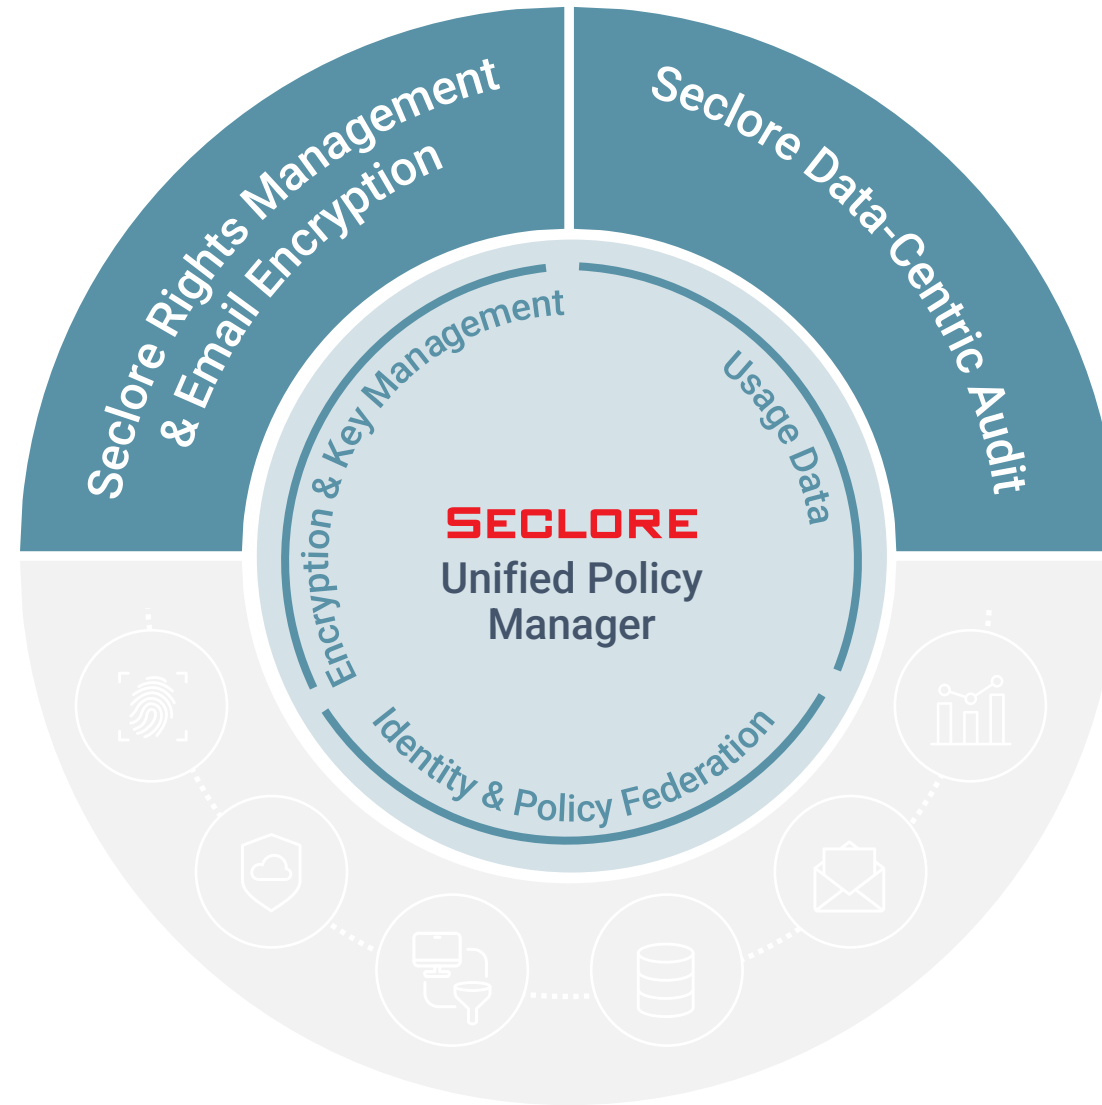 Seclore Rights Management
& Email Encryption
Seclore Data-Centric Audit
Encryption & Key Management
Usage Data
SECLORE
Unified Policy
Manager
Identity & Policy Federation